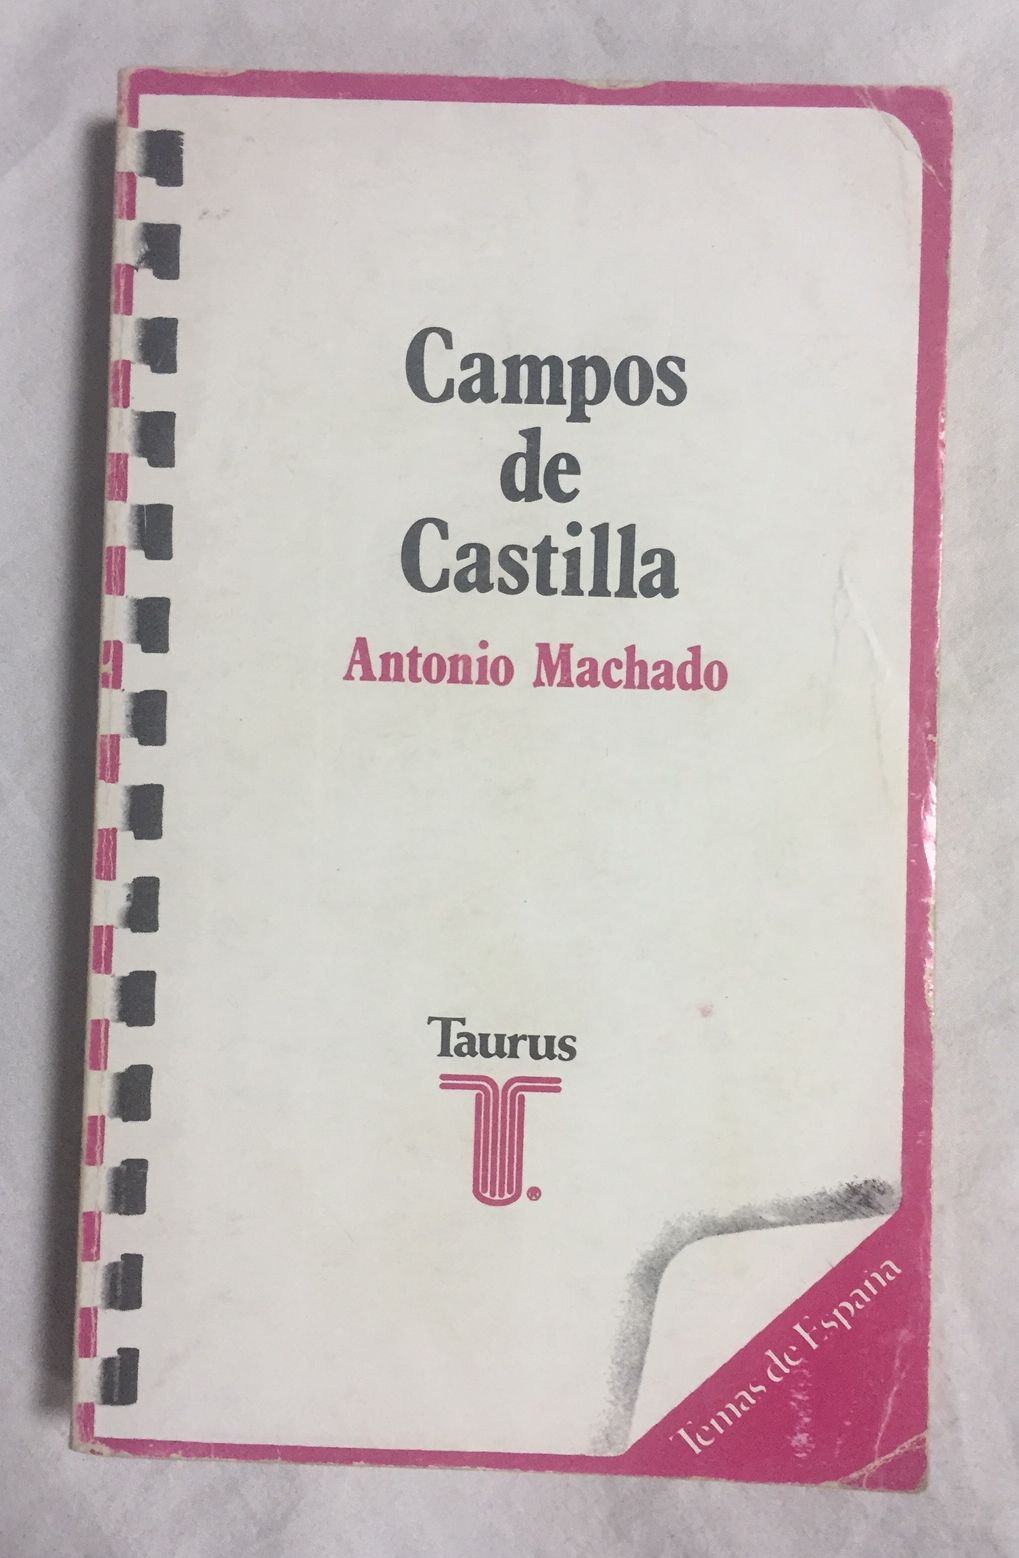 Campos
de
Castilla
Antonio Machado
Taurus
®
Temas de España